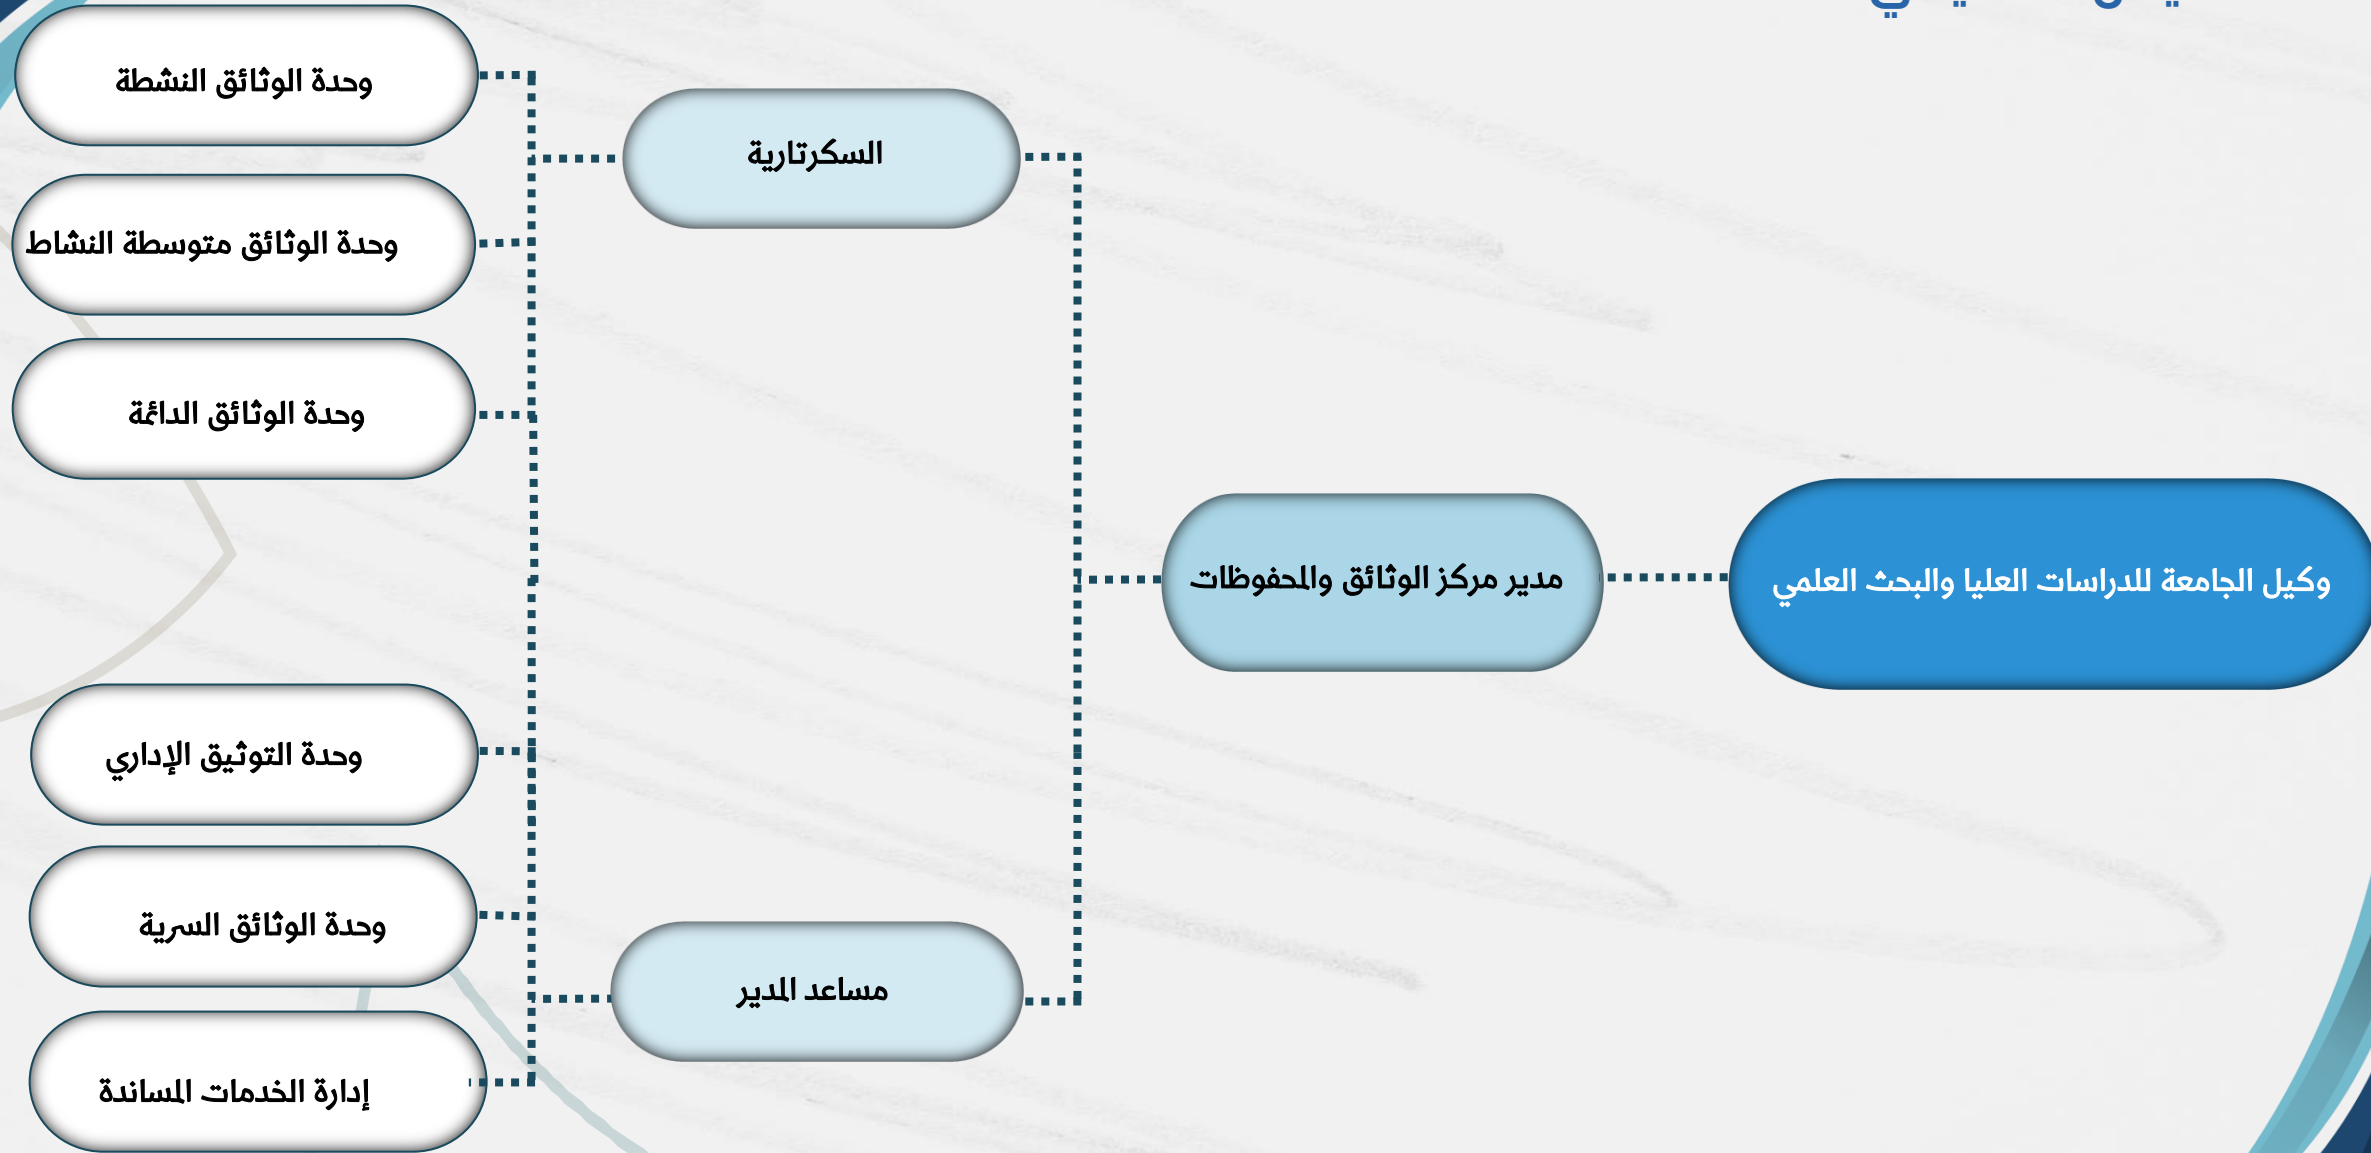 وكيل الجامعة للدراسات العليا والبحث العلمي
مدير مركز الوثائق والمحفوظات
السكرتارية
مساعد المدير
وحدة الوثائق النشطة
وحدة الوثائق متوسطة النشاط
وحدة الوثائق الدائمة
وحدة التوثيق الإداري
وحدة الوثائق السرية
إدارة الخدمات المساندة